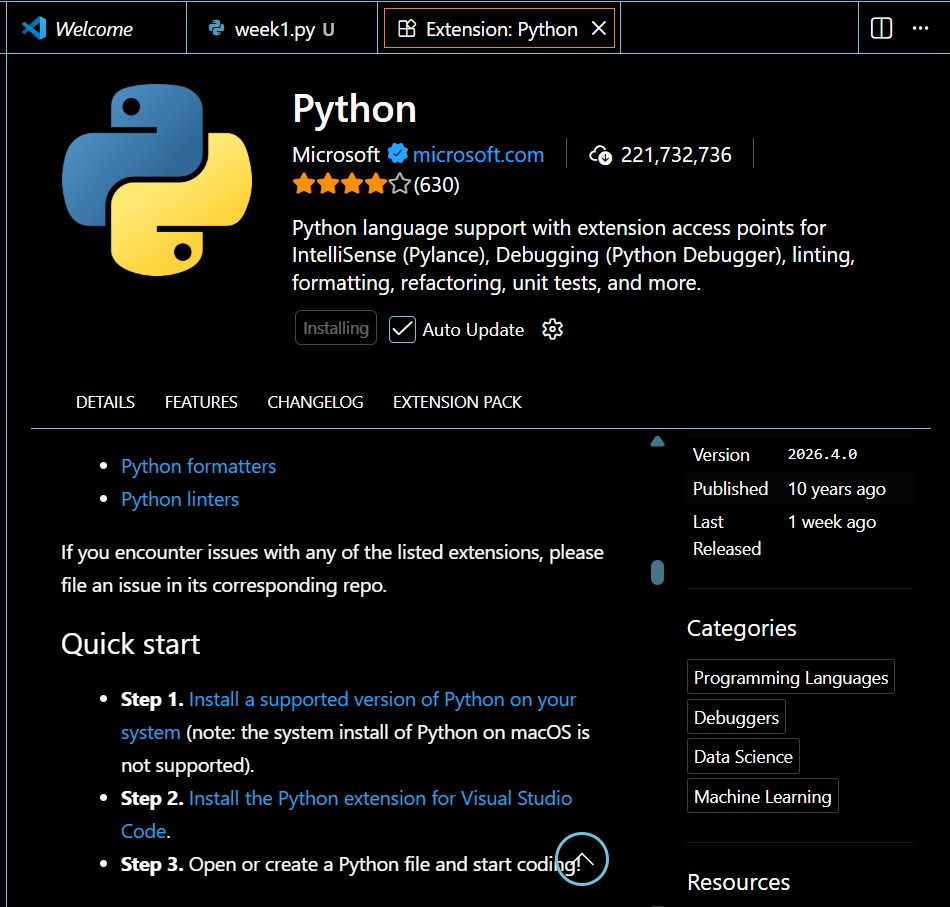 Welcome
week1.py U
Extension: Python
Python
Microsoft microsoft.com 221,732,736
(630)
Python language support with extension access points for
IntelliSense (Pylance), Debugging (Python Debugger), linting,
formatting, refactoring, unit tests, and more.
Installing Auto Update
DETAILS FEATURES CHANGELOG EXTENSION PACK
Python formatters
Python linters
If you encounter issues with any of the listed extensions, please
file an issue in its corresponding repo.
Quick start
Step 1. Install a supported version of Python on your
system (note: the system install of Python on macOS is
not supported).
Step 2. Install the Python extension for Visual Studio
Code.
Step 3. Open or create a Python file and start coding!
Version 2026.4.0
Published 10 years ago
Last 1 week ago
Released
Categories
Programming Languages
Debuggers
Data Science
Machine Learning
Resources